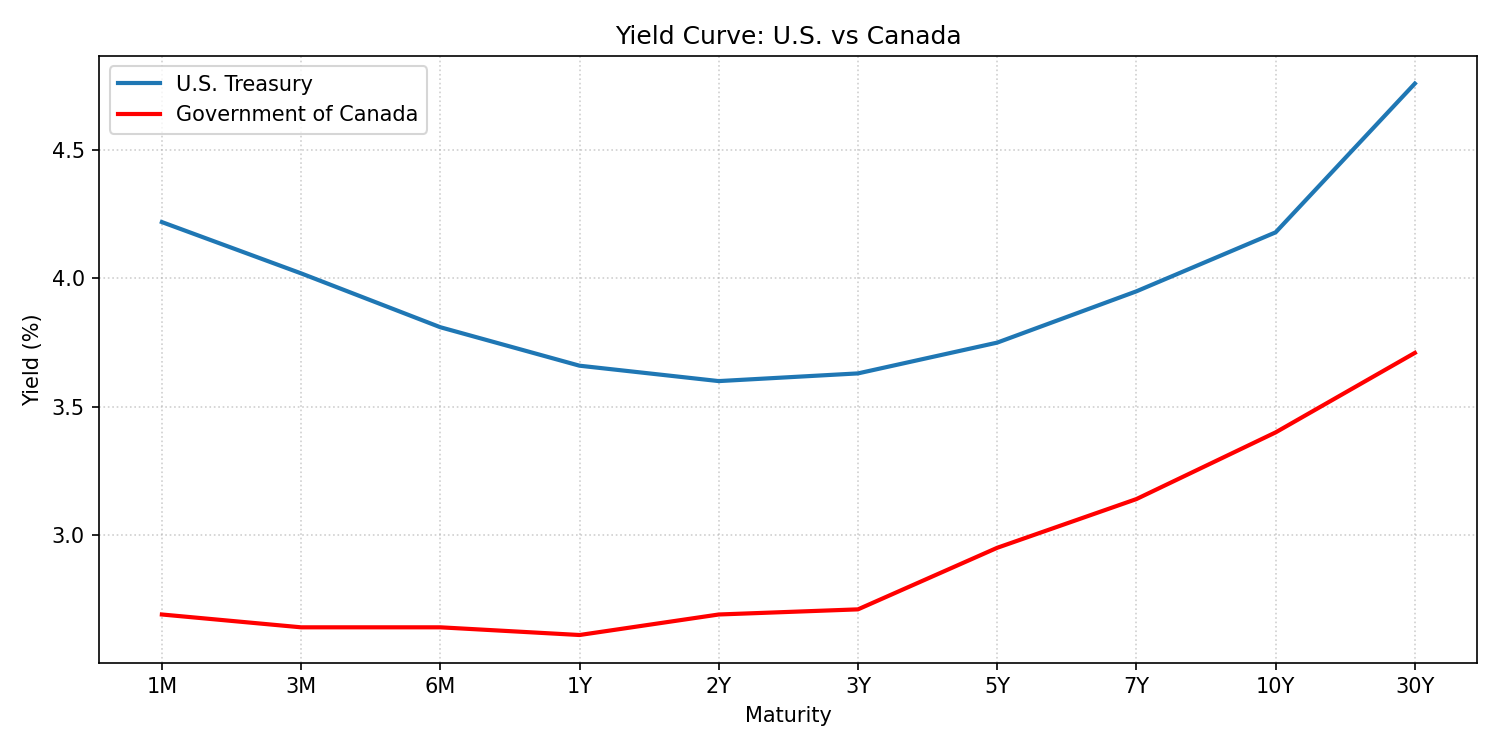 Yield Curve: U.S. vs Canada
U.S. Treasury
Government of Canada
Yield (%)
4.5
4.0
3.5
3.0
1M 3M 6M 1Y 2Y 3Y 5Y 7Y 10Y 30Y
Maturity